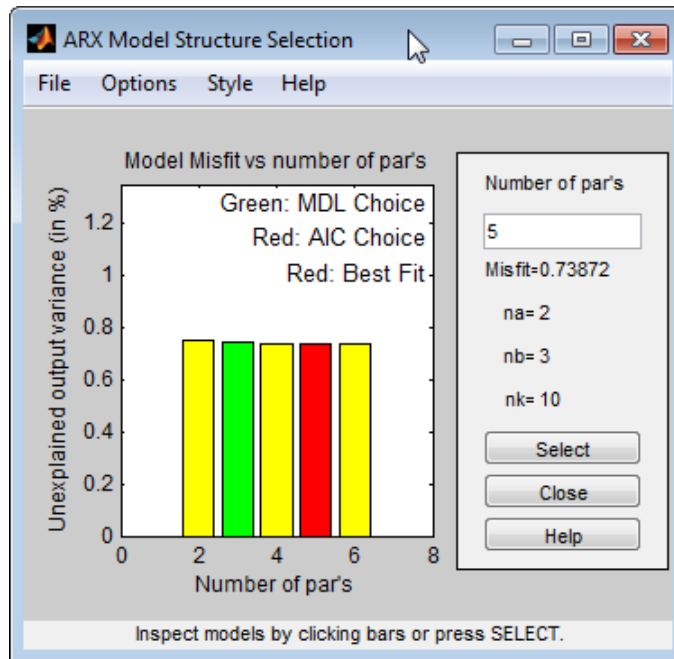 ARX Model Structure Selection
File Options Style Help
Model Misfit vs number of par's
Unexplained output variance (in %)
Green: MDL Choice
Red: AIC Choice
Red: Best Fit
1.2
1
0.8
0.6
0.4
0.2
0
0 2 4 6 8
Number of par's
Number of par's
5
Misfit=0.73872
na= 2
nb= 3
nk= 10
Select
Close
Help
Inspect models by clicking bars or press SELECT.